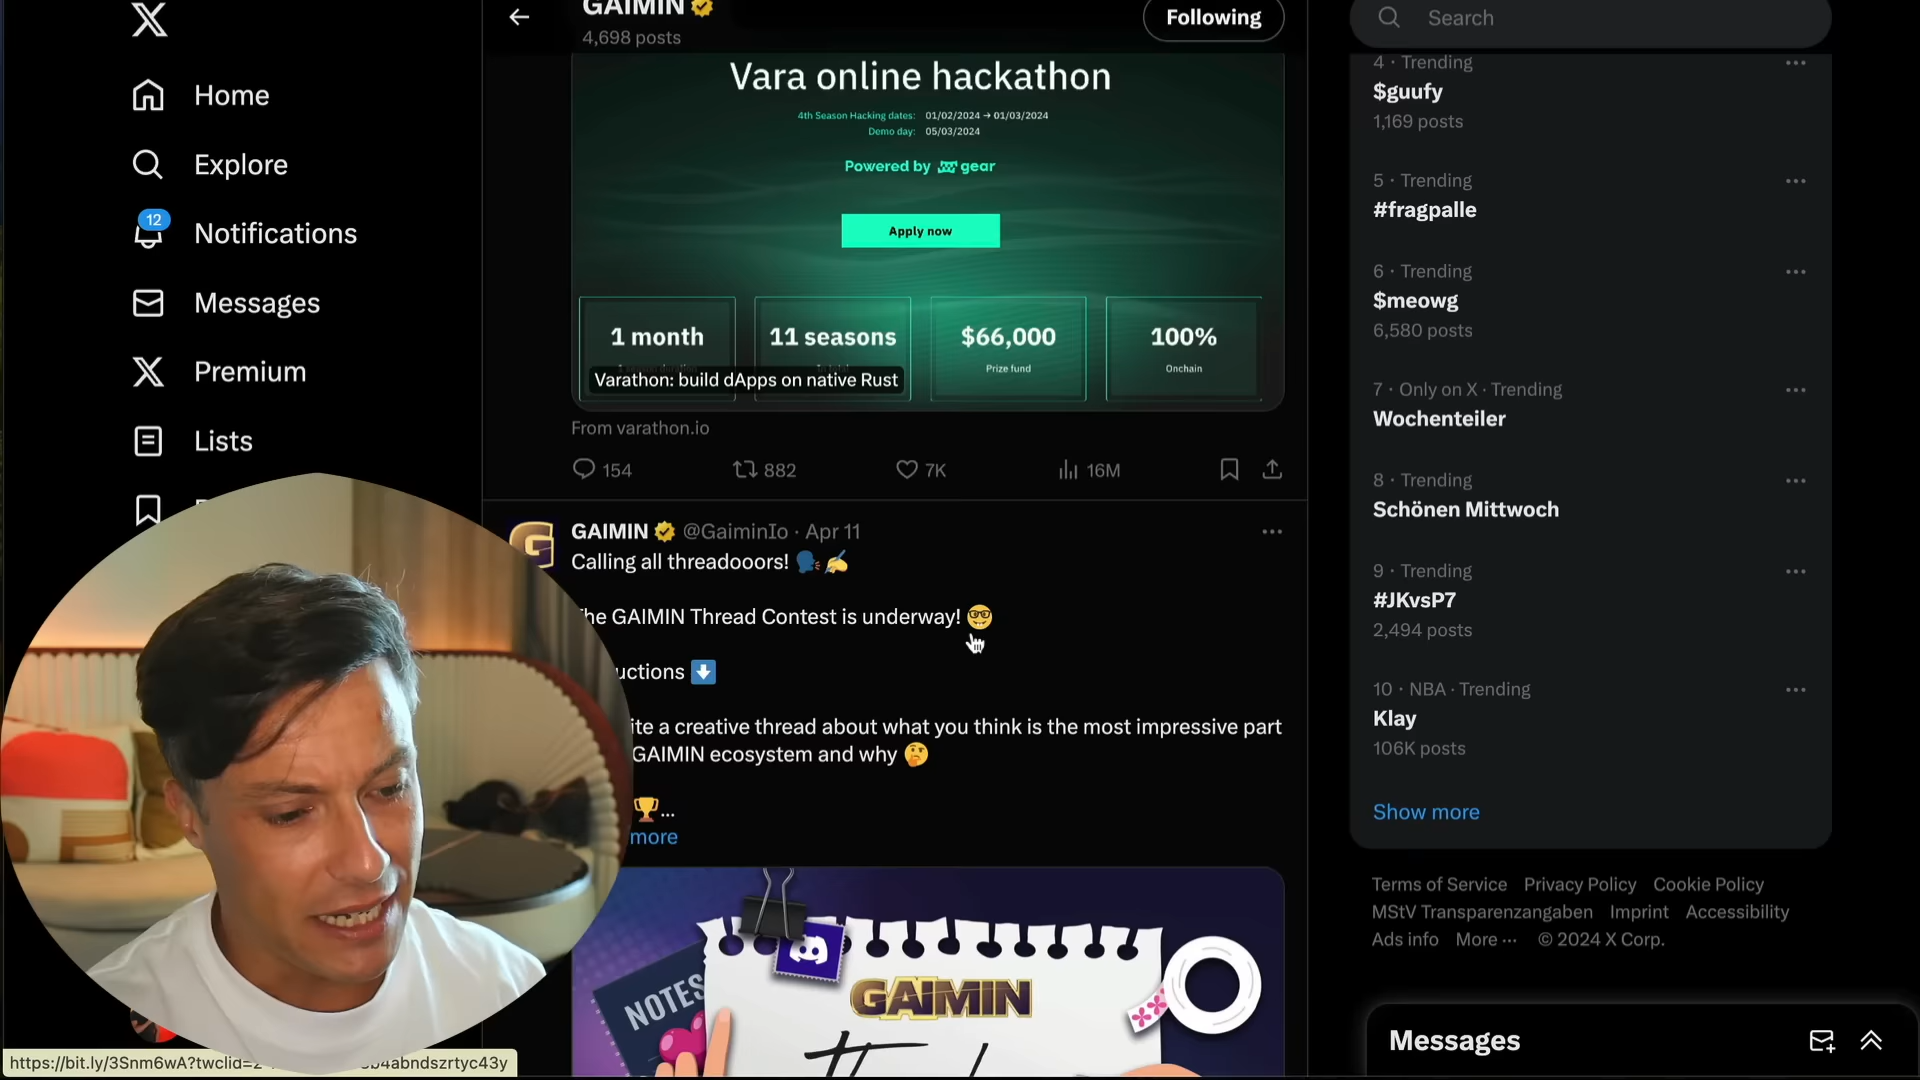 Home
Explore
12
Notifications
Messages
Premium
Lists
GAIMIN
4,698 posts
Following
Vara online hackathon
4th Season Hacking dates: 01/02/2024 → 01/03/2024
Demo day: 05/03/2024
Powered by gear
Apply now
1 month
11 seasons
$66,000
Prize fund
100%
Onchain
Varathon: build dApps on native Rust
From varathon.io
154
882
7K
16M
GAIMIN @GaiminIo · Apr 11
Calling all threadooors! 🗣️✍️
he GAIMIN Thread Contest is underway! 🤓
uctions ⬇️
ite a creative thread about what you think is the most impressive part
GAIMIN ecosystem and why 🤔
🏆...
more
NOTES
GAIMIN
Search
4 · Trending
$guufy
1,169 posts
5 · Trending
#fragpalle
6 · Trending
$meowg
6,580 posts
7 · Only on X · Trending
Wochenteiler
8 · Trending
Schönen Mittwoch
9 · Trending
#JKvsP7
2,494 posts
10 · NBA · Trending
Klay
106K posts
Show more
Terms of Service Privacy Policy Cookie Policy
MStV Transparenzangaben Imprint Accessibility
Ads info More ··· © 2024 X Corp.
Messages
https://bit.ly/3Snm6wA?twclid=2
b4abndszrtyc43y